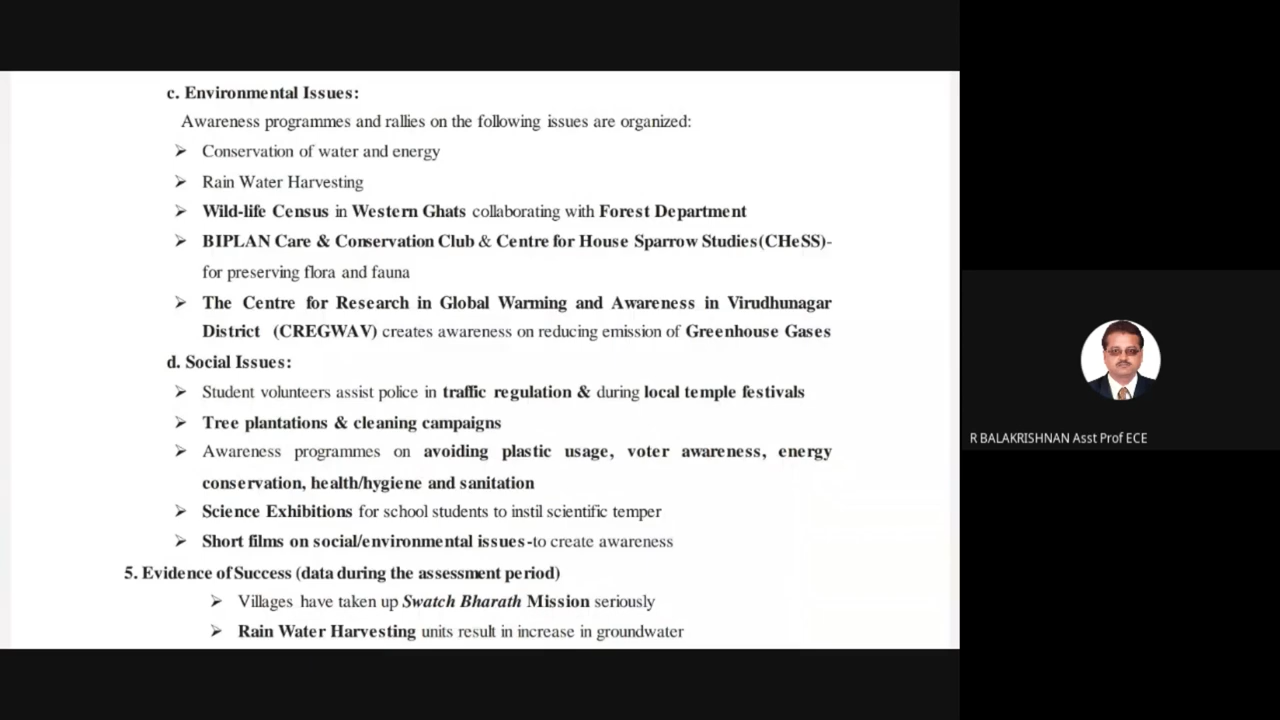 c. Environmental Issues:
Awareness programmes and rallies on the following issues are organized:
➢ Conservation of water and energy
➢ Rain Water Harvesting
➢ Wild-life Census in Western Ghats collaborating with Forest Department
➢ BIPLAN Care & Conservation Club & Centre for House Sparrow Studies(CHeSS)-
for preserving flora and fauna
➢ The Centre for Research in Global Warming and Awareness in Virudhunagar
District (CREGWAV) creates awareness on reducing emission of Greenhouse Gases
d. Social Issues:
➢ Student volunteers assist police in traffic regulation & during local temple festivals
➢ Tree plantations & cleaning campaigns
➢ Awareness programmes on avoiding plastic usage, voter awareness, energy
conservation, health/hygiene and sanitation
➢ Science Exhibitions for school students to instil scientific temper
➢ Short films on social/environmental issues-to create awareness
5. Evidence of Success (data during the assessment period)
➢ Villages have taken up Swatch Bharath Mission seriously
➢ Rain Water Harvesting units result in increase in groundwater
R BALAKRISHNAN Asst Prof ECE